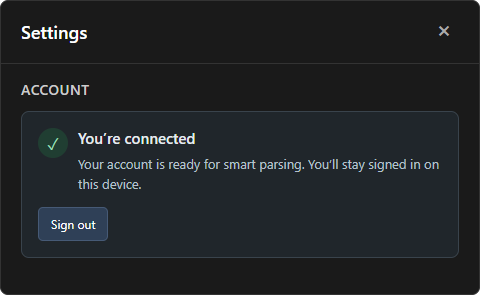 Settings
ACCOUNT
You’re connected
Your account is ready for smart parsing. You’ll stay signed in on
this device.
Sign out